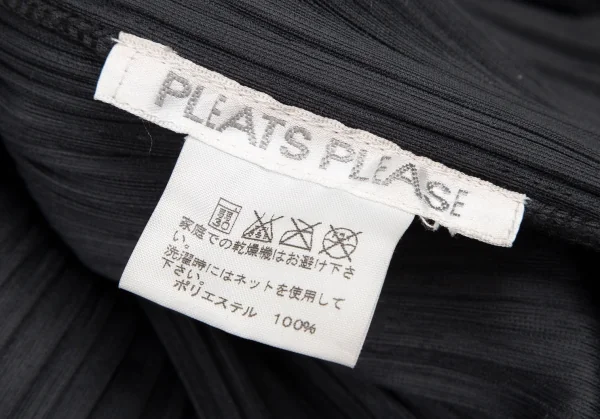 PLEATS PLEASE
家庭での乾燥機はお避け下さ
い。
洗濯時にはネットを使用して
下さい。
ポリエステル 100%